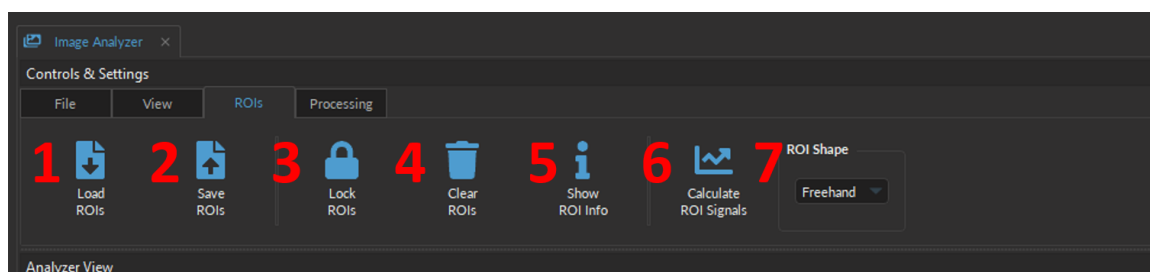 Image Analyzer ×
Controls & Settings
File View ROIs Processing
1 2 3 4 5 6 7
ROI Shape
Load
ROIs
Save
ROIs
Lock
ROIs
Clear
ROIs
Show
ROI Info
Calculate
ROI Signals
Freehand
Analyzer View